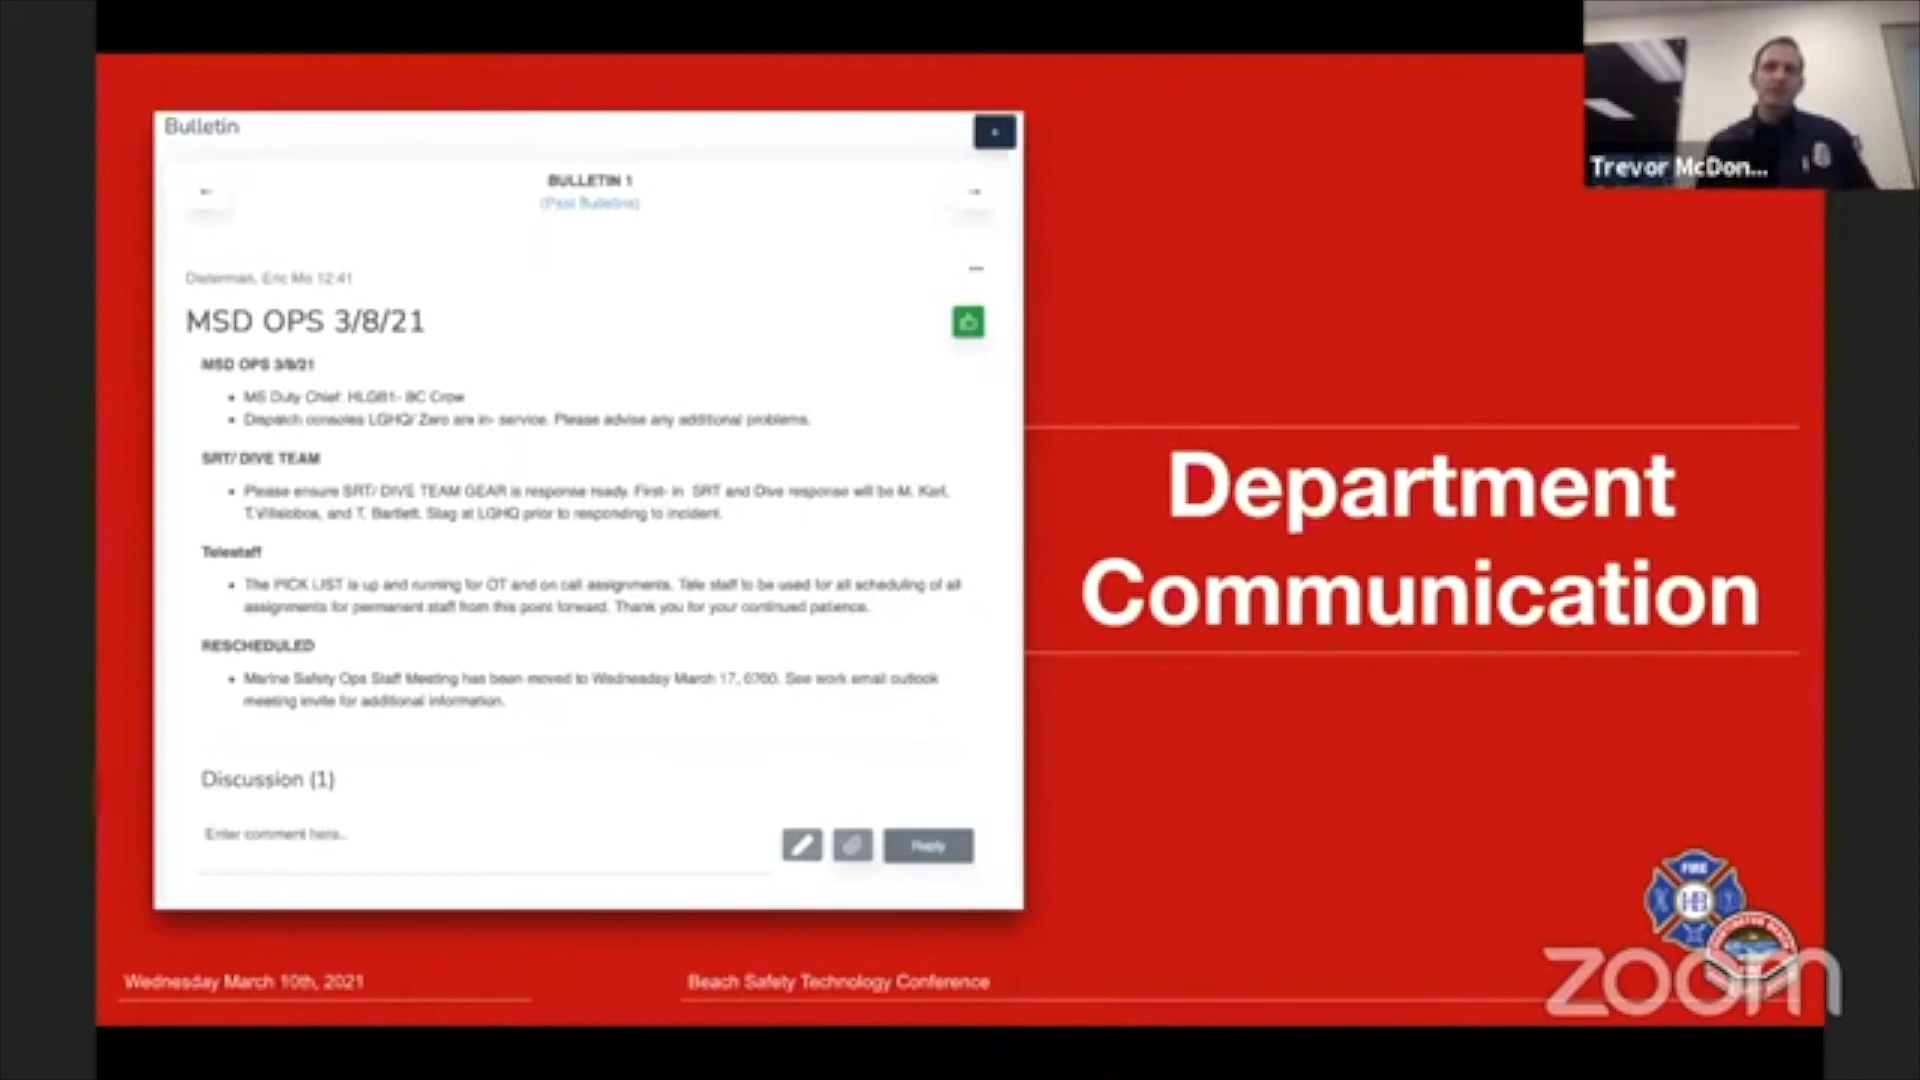 Bulletin
BULLETIN 1
(Past Bulletins)
Dieterman, Eric Mo 12:41
MSD OPS 3/8/21
MSD OPS 3/8/21
• MS Duty Chief: HLGB1- BC Crow
• Dispatch consoles LGHQ/ Zero are in- service. Please advise any additional problems.
SRT/ DIVE TEAM
• Please ensure SRT/ DIVE TEAM GEAR is response ready. First- in SRT and Dive response will be M. Karl,
T.Villalobos, and T. Bartlett. Stag at LGHQ prior to responding to incident.
Telestaff
• The PICK LIST is up and running for OT and on call assignments. Tele staff to be used for all scheduling of all
assignments for permanent staff from this point forward. Thank you for your continued patience.
RESCHEDULED
• Marine Safety Ops Staff Meeting has been moved to Wednesday March 17, 0700. See work email outlook
meeting invite for additional information.
Discussion (1)
Enter comment here..
Reply
Department
Communication
Trevor McDon...
FIRE
HB
Wednesday March 10th, 2021
Beach Safety Technology Conference
zoom